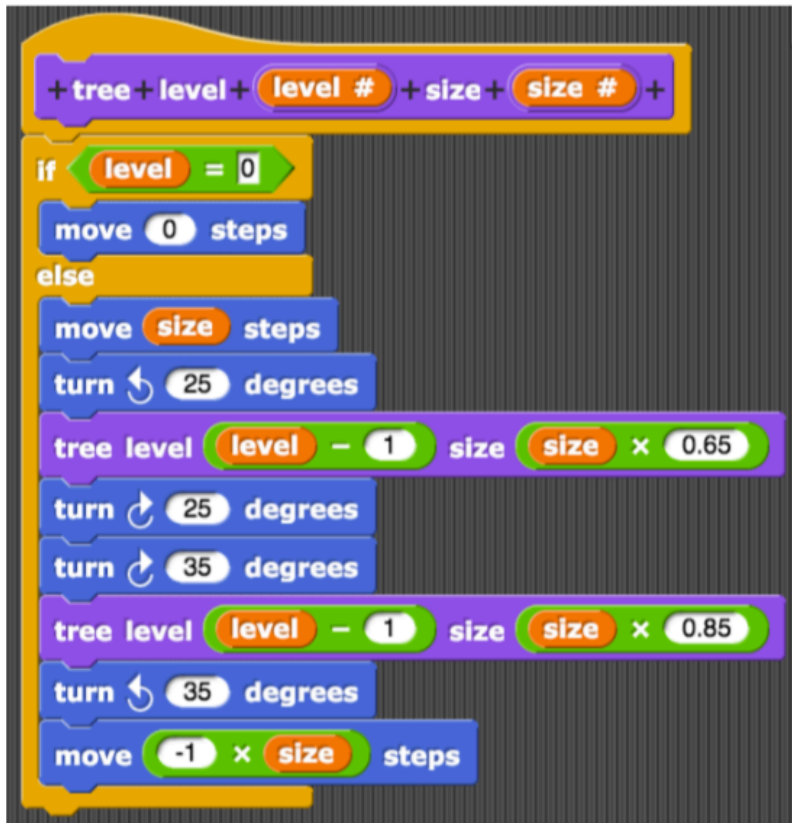 +tree+level+ level # +size+ size # +
if level = 0
move 0 steps
else
move size steps
turn ↺ 25 degrees
tree level level − 1 size size × 0.65
turn ↻ 25 degrees
turn ↻ 35 degrees
tree level level − 1 size size × 0.85
turn ↺ 35 degrees
move -1 × size steps